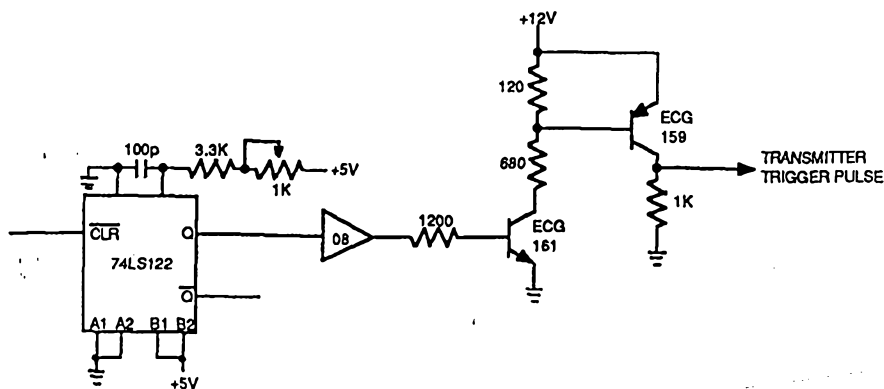 +12V
120
ECG
159
100p
3.3K
1K
+5V
680
TRANSMITTER
TRIGGER PULSE
1K
CLR
Q
08
1200
ECG
161
74LS122
Q
A1 A2 B1 B2
+5V